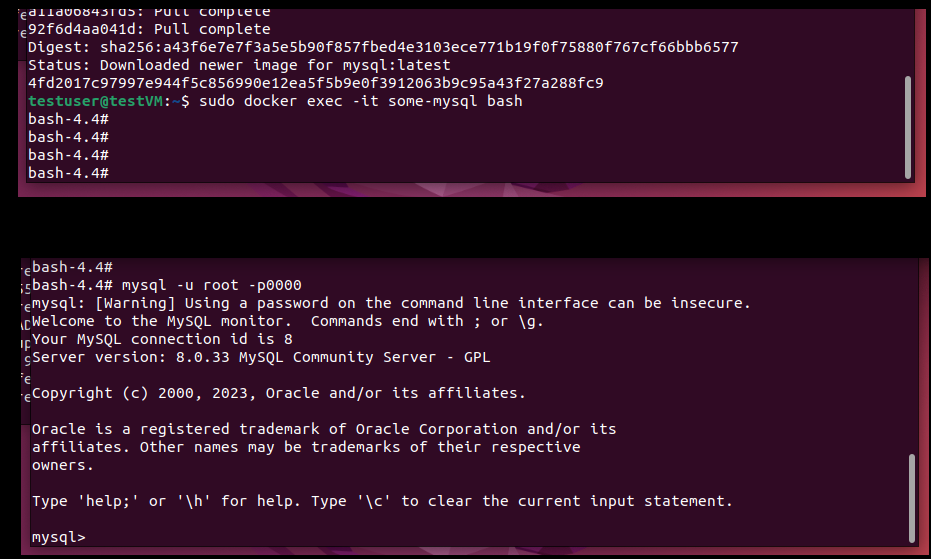 a11a06843fd5: Pull complete
92f6d4aa041d: Pull complete
Digest: sha256:a43f6e7e7f3a5e5b90f857fbed4e3103ece771b19f0f75880f767cf66bbb6577
Status: Downloaded newer image for mysql:latest
4fd2017c97997e944f5c856990e12ea5f5b9e0f3912063b9c95a43f27a288fc9
testuser@testVM:~$ sudo docker exec -it some-mysql bash
bash-4.4#
bash-4.4#
bash-4.4#
bash-4.4#
bash-4.4#
bash-4.4# mysql -u root -p0000
mysql: [Warning] Using a password on the command line interface can be insecure.
Welcome to the MySQL monitor.  Commands end with ; or \g.
Your MySQL connection id is 8
Server version: 8.0.33 MySQL Community Server - GPL
Copyright (c) 2000, 2023, Oracle and/or its affiliates.
Oracle is a registered trademark of Oracle Corporation and/or its
affiliates. Other names may be trademarks of their respective
owners.
Type 'help;' or '\h' for help. Type '\c' to clear the current input statement.
mysql>